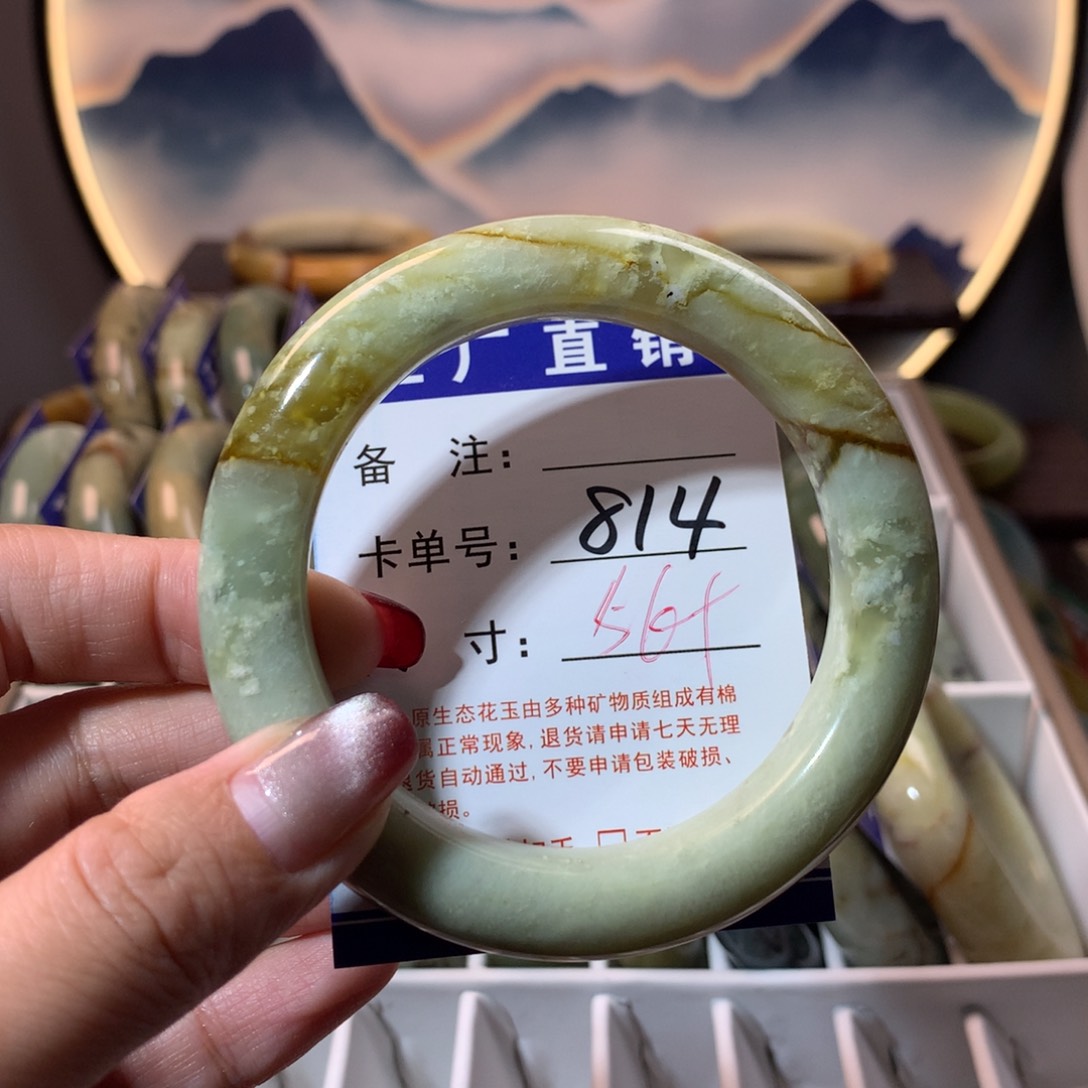 厂直销
备 注：
卡单号：814
寸：56
原生态花玉由多种矿物质组成有棉
属正常现象，退货请申请七天无理
退货自动通过，不要申请包装破损、
损。